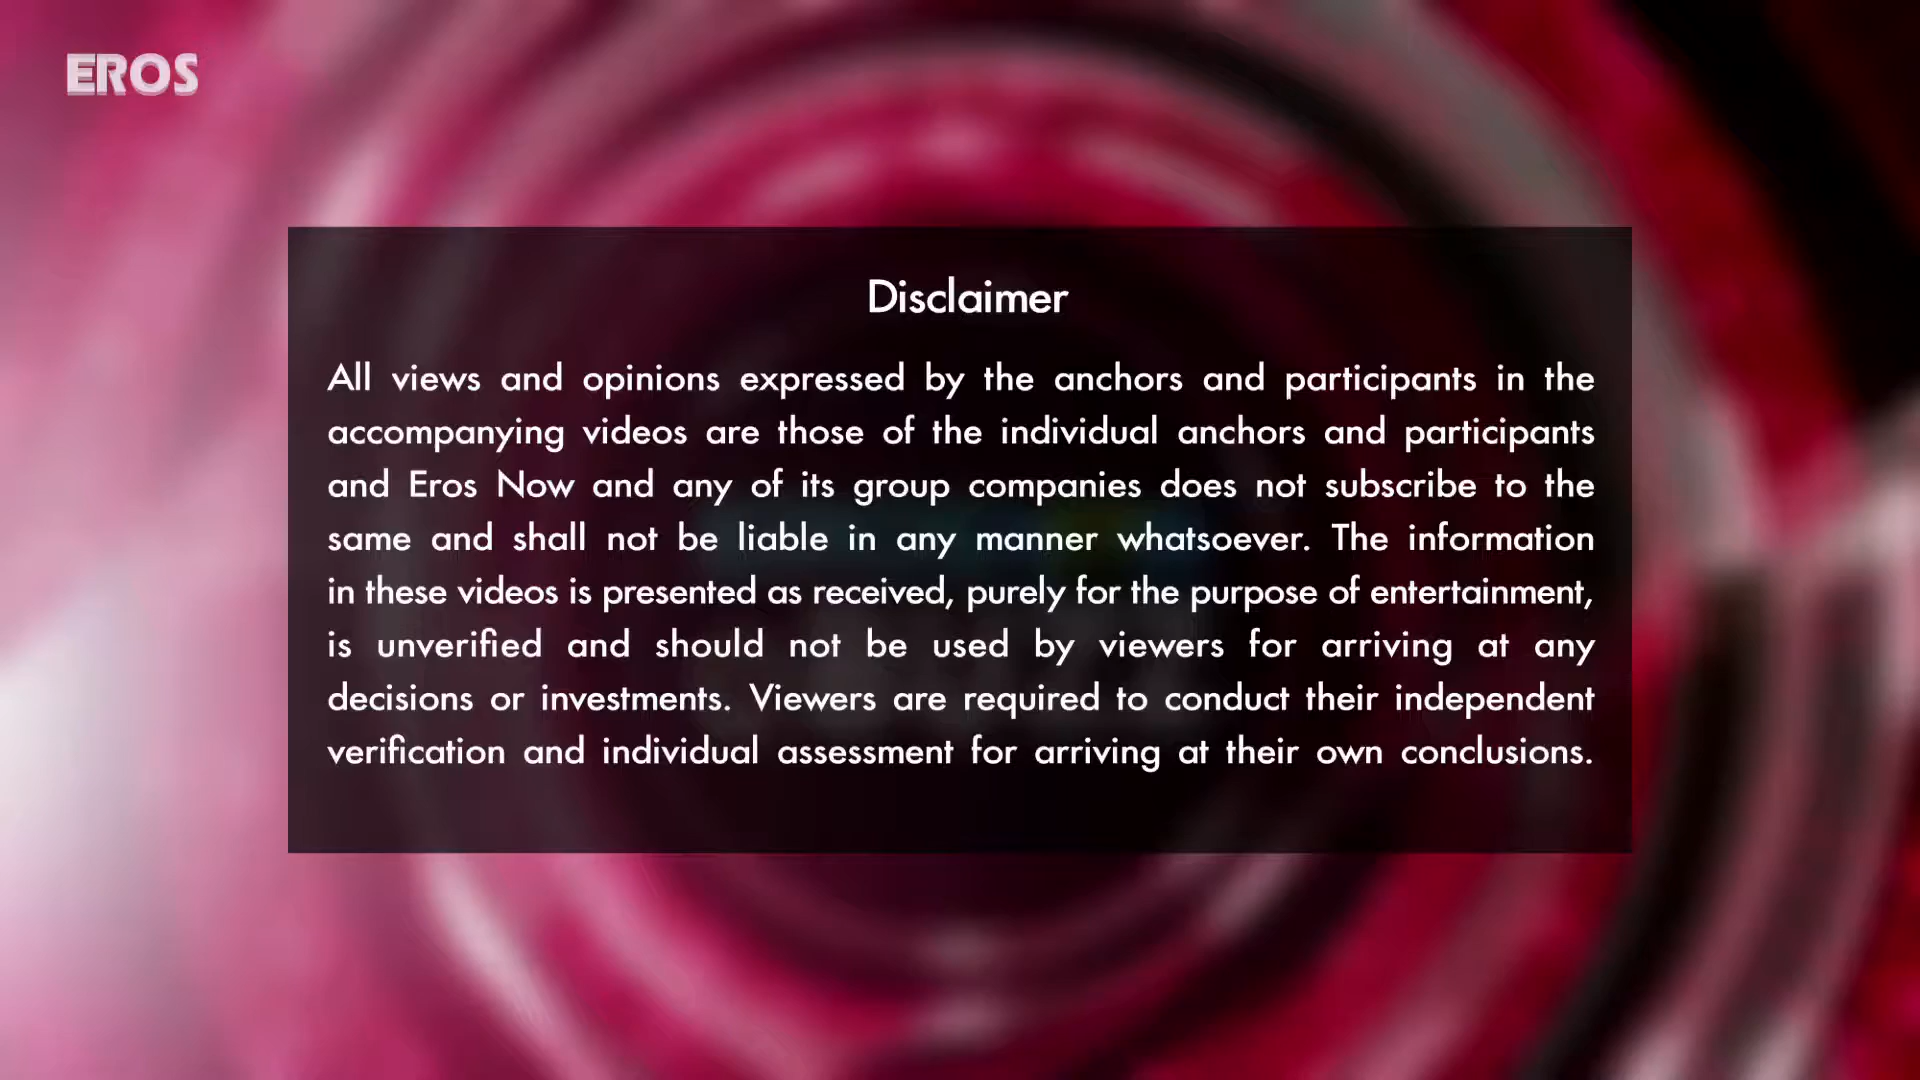 EROS
Disclaimer
All views and opinions expressed by the anchors and participants in the
accompanying videos are those of the individual anchors and participants
and Eros Now and any of its group companies does not subscribe to the
same and shall not be liable in any manner whatsoever. The information
in these videos is presented as received, purely for the purpose of entertainment,
is unverified and should not be used by viewers for arriving at any
decisions or investments. Viewers are required to conduct their independent
verification and individual assessment for arriving at their own conclusions.